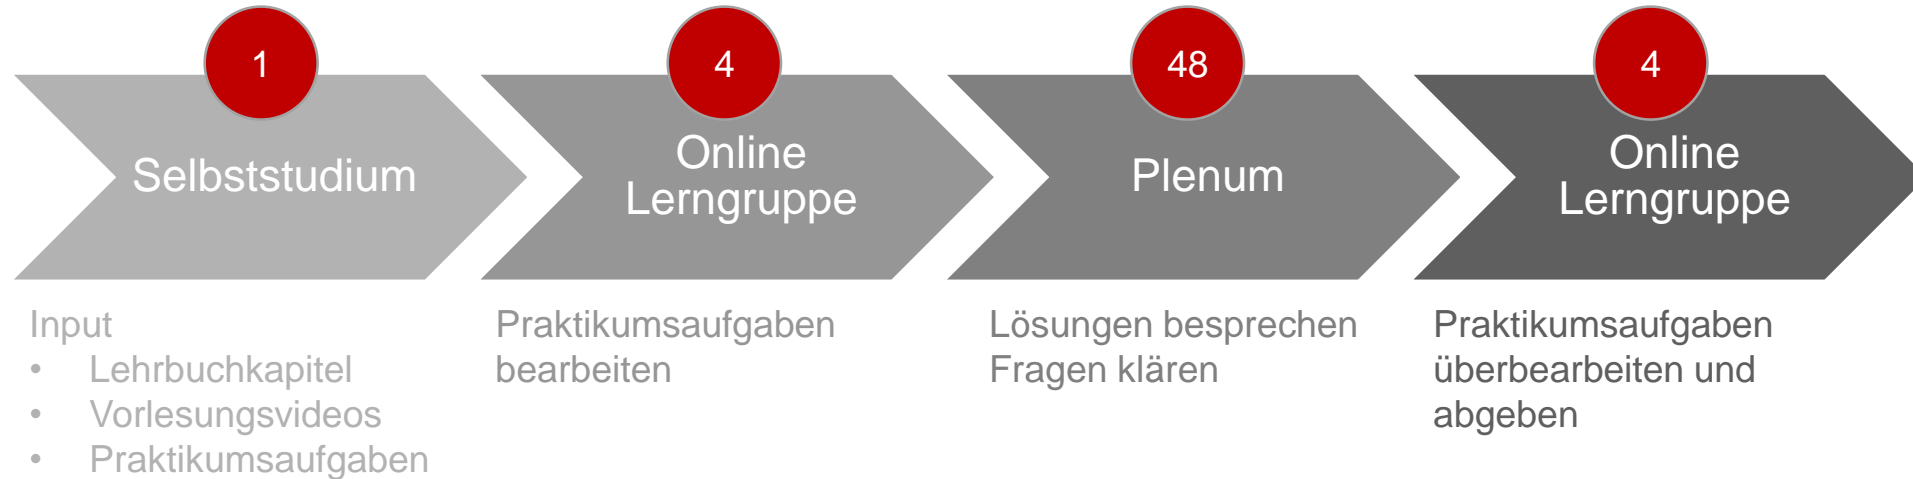 1
Selbststudium
Input
• Lehrbuchkapitel
• Vorlesungsvideos
• Praktikumsaufgaben
4
Online
Lerngruppe
Praktikumsaufgaben
bearbeiten
48
Plenum
Lösungen besprechen
Fragen klären
4
Online
Lerngruppe
Praktikumsaufgaben
überbearbeiten und
abgeben